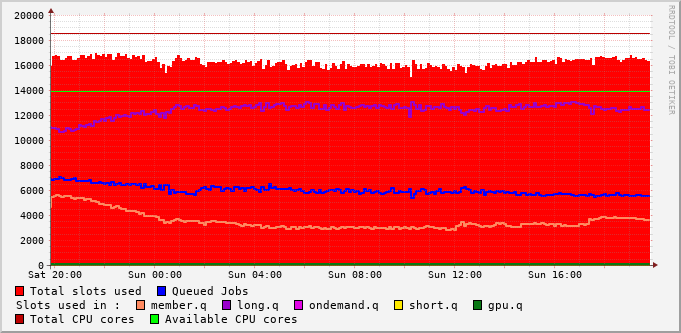 20000
18000
16000
14000
12000
10000
8000
6000
4000
2000
0
Sat 20:00 Sun 00:00 Sun 04:00 Sun 08:00 Sun 12:00 Sun 16:00
Total slots used Queued Jobs
Slots used in : member.q long.q ondemand.q short.q gpu.q
Total CPU cores Available CPU cores
RRDTOOL / TOBI OETIKER